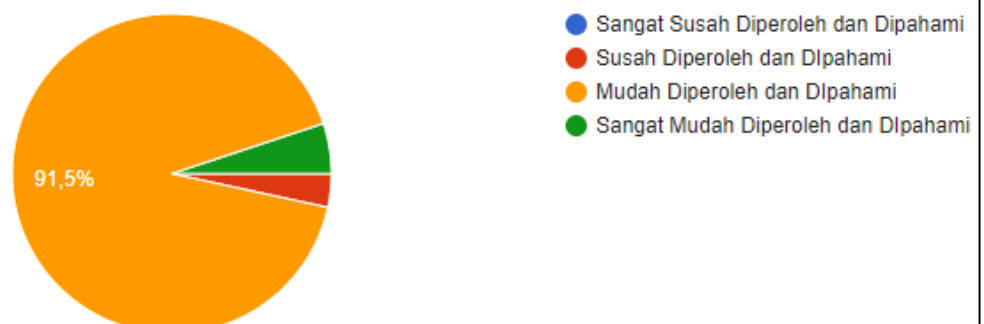 Sangat Susah Diperoleh dan Dipahami
Susah Diperoleh dan DIpahami
Mudah Diperoleh dan DIpahami
Sangat Mudah Diperoleh dan DIpahami
91,5%